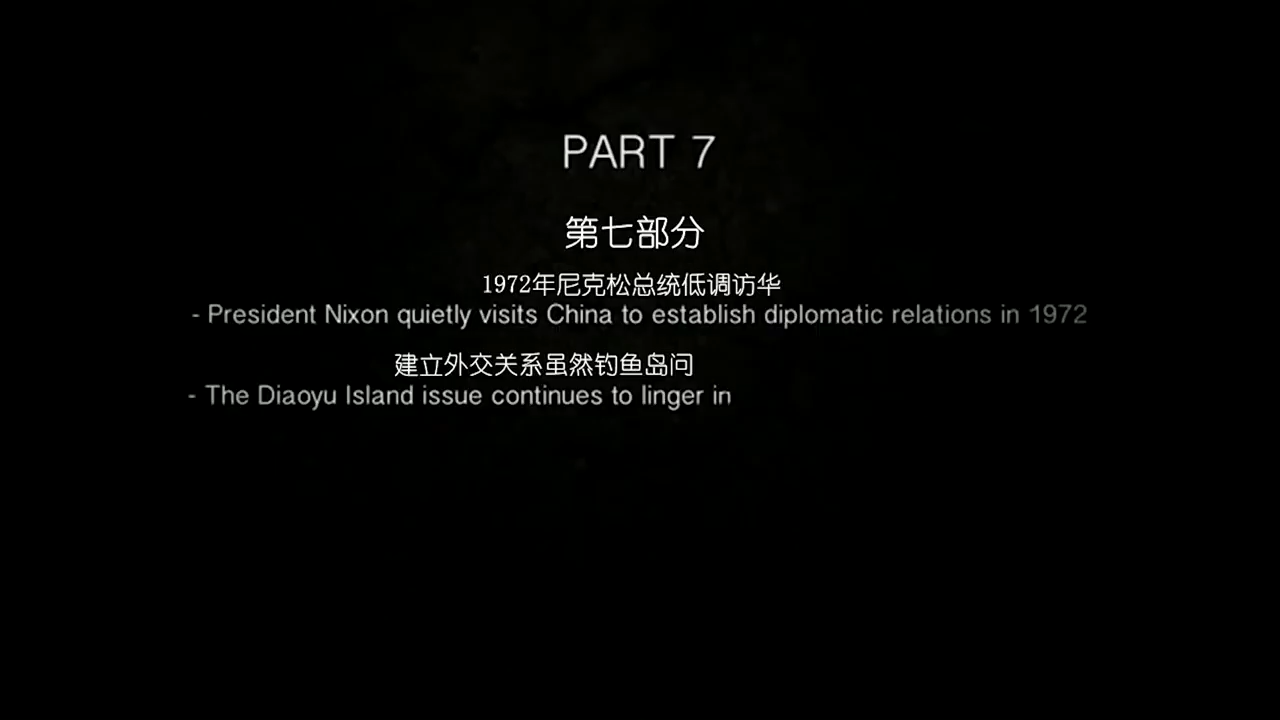 PART 7
第七部分
1972年尼克松总统低调访华
- President Nixon quietly visits China to establish diplomatic relations in 1972
建立外交关系虽然钓鱼岛问
- The Diaoyu Island issue continues to linger in